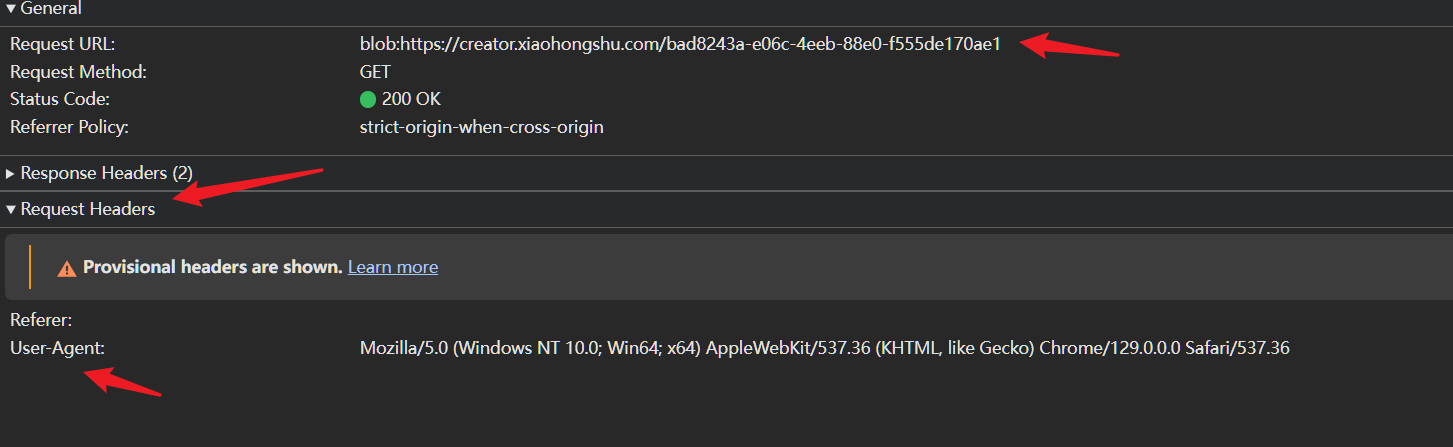 General
Request URL: blob:https://creator.xiaohongshu.com/bad8243a-e06c-4eeb-88e0-f555de170ae1
Request Method: GET
Status Code: 200 OK
Referrer Policy: strict-origin-when-cross-origin
Response Headers (2)
Request Headers
Provisional headers are shown. Learn more
Referer:
User-Agent: Mozilla/5.0 (Windows NT 10.0; Win64; x64) AppleWebKit/537.36 (KHTML, like Gecko) Chrome/129.0.0.0 Safari/537.36